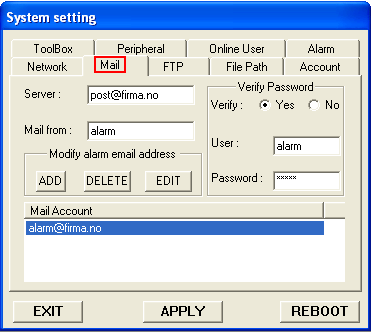 System setting
ToolBox Peripheral Online User Alarm
Network Mail FTP File Path Account
Server : post@firma.no
Mail from : alarm
Modify alarm email address
ADD DELETE EDIT
Verify Password
Verify : Yes No
User : alarm
Password : *****
Mail Account
alarm@firma.no
EXIT APPLY REBOOT